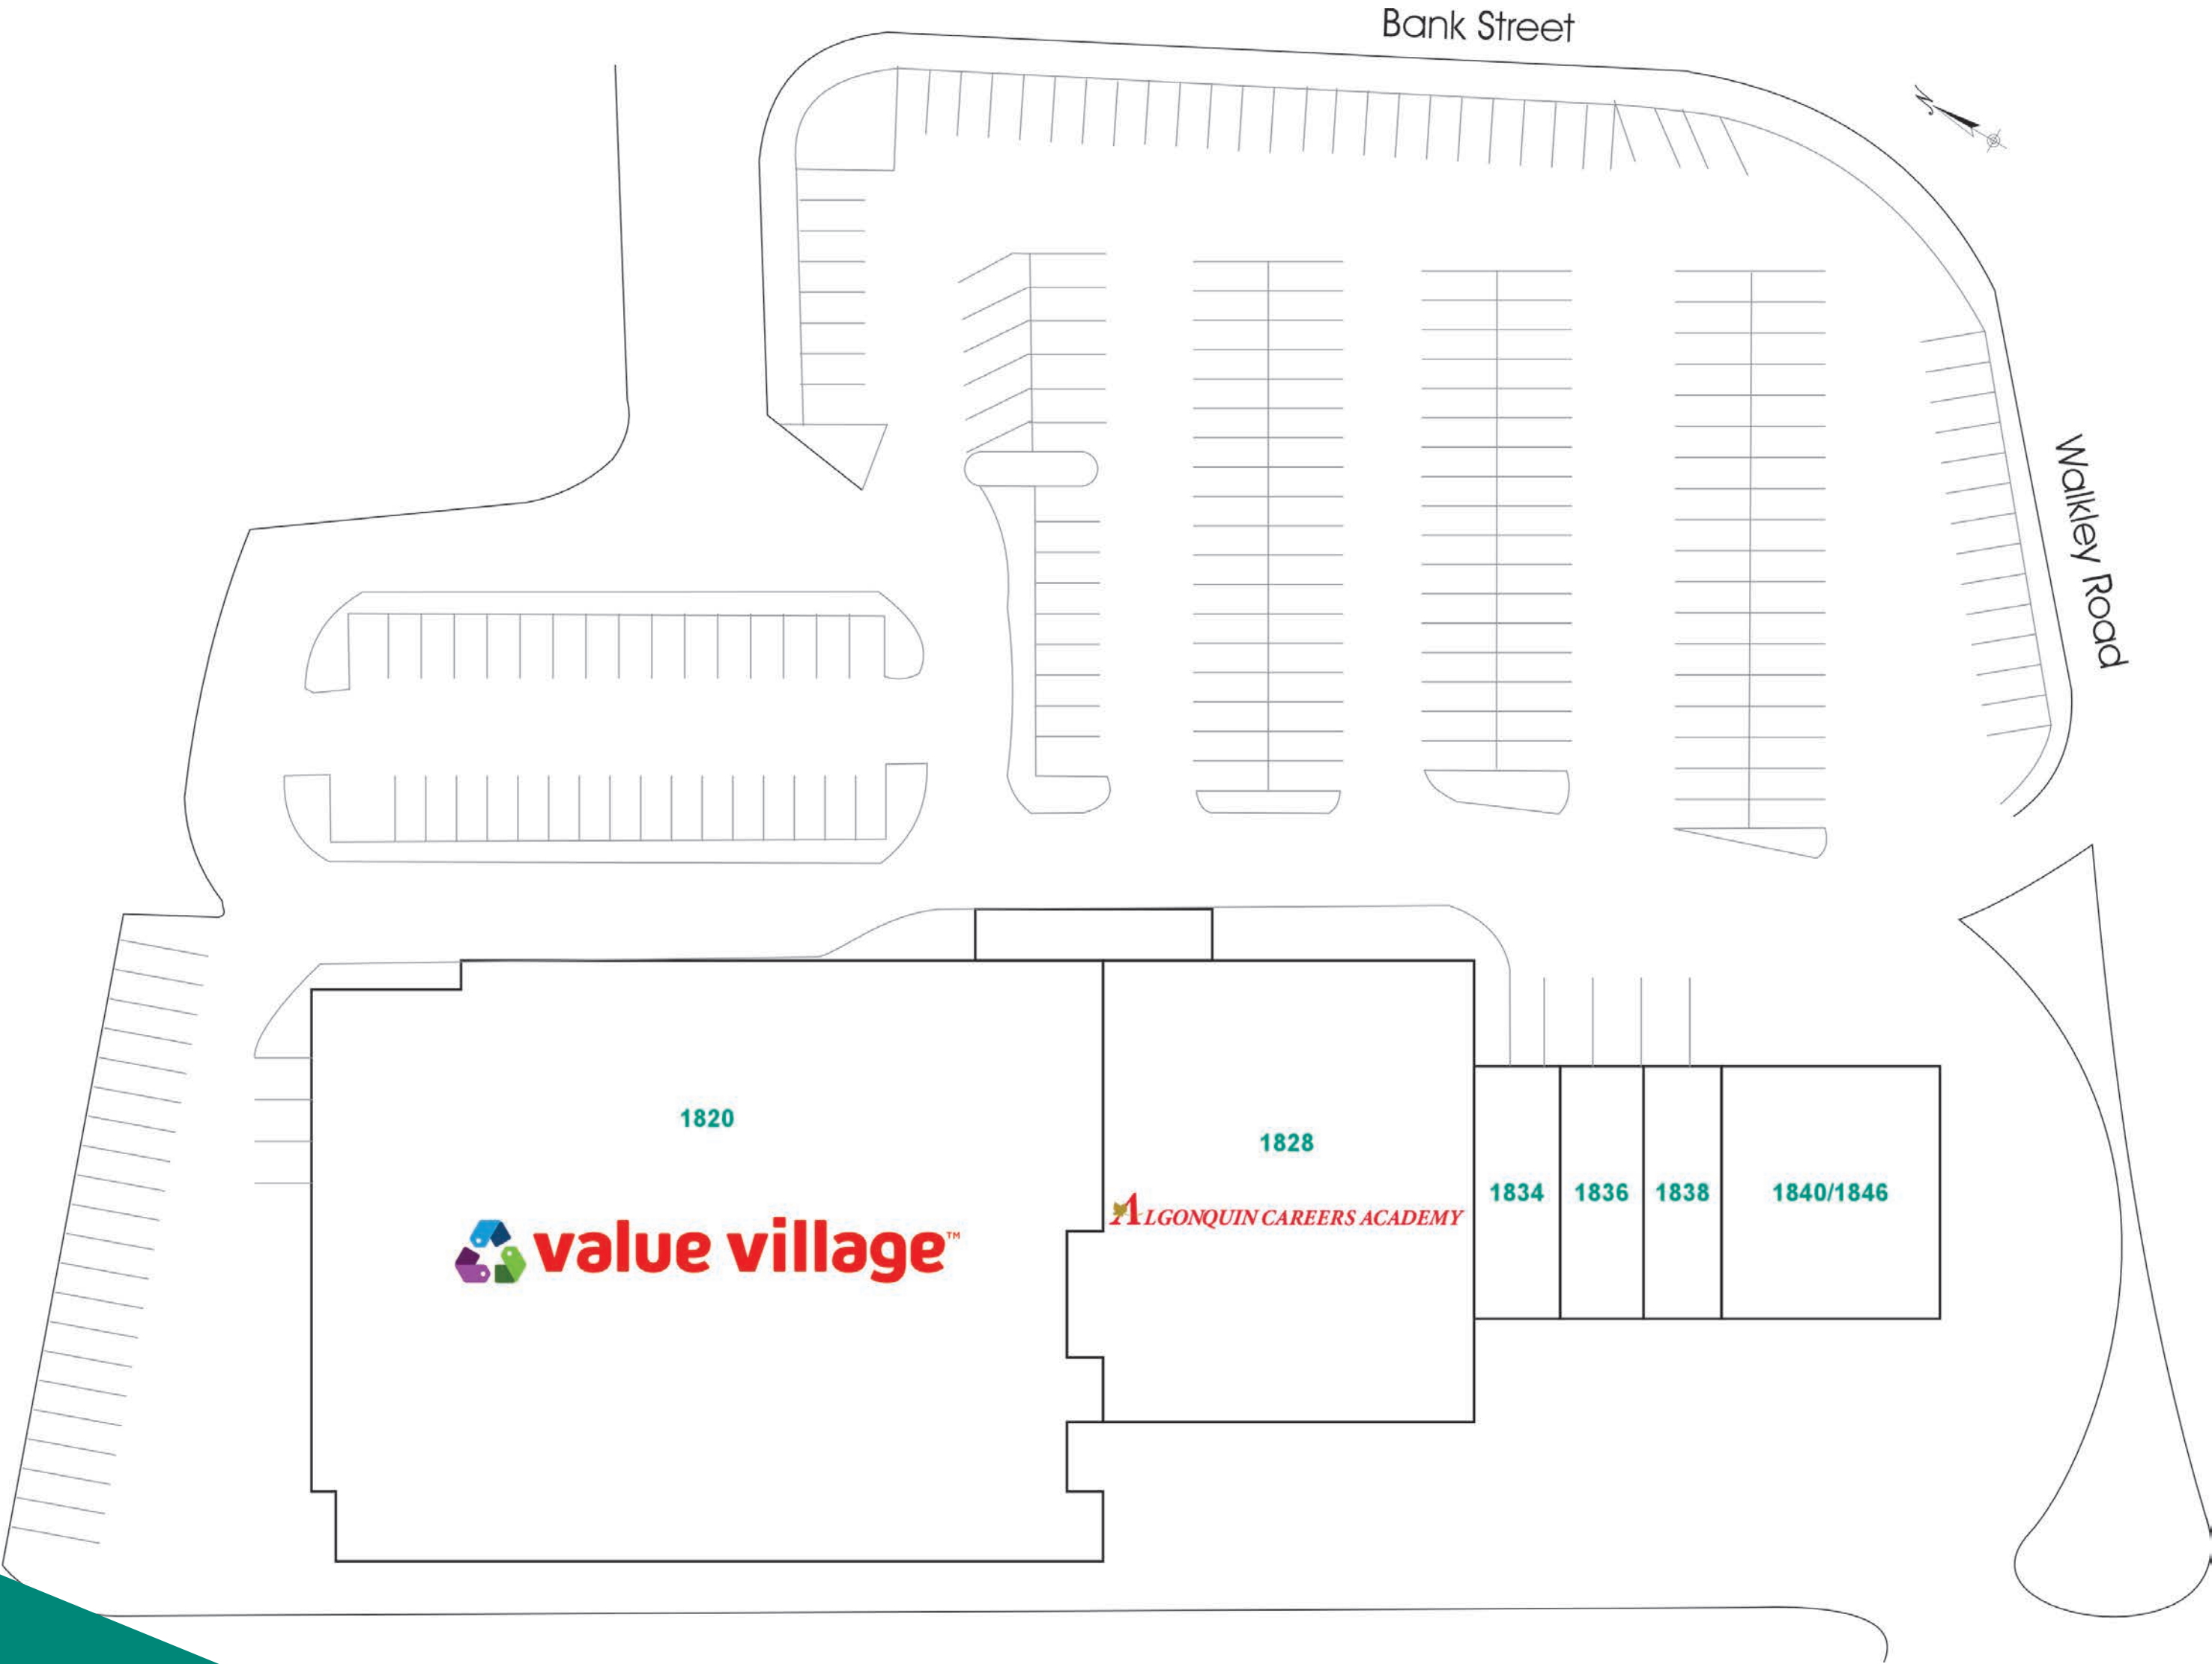 Bank Street
N
Walkley Road
1820
value village™
1828
ALGONQUIN CAREERS ACADEMY
1834
1836
1838
1840/1846